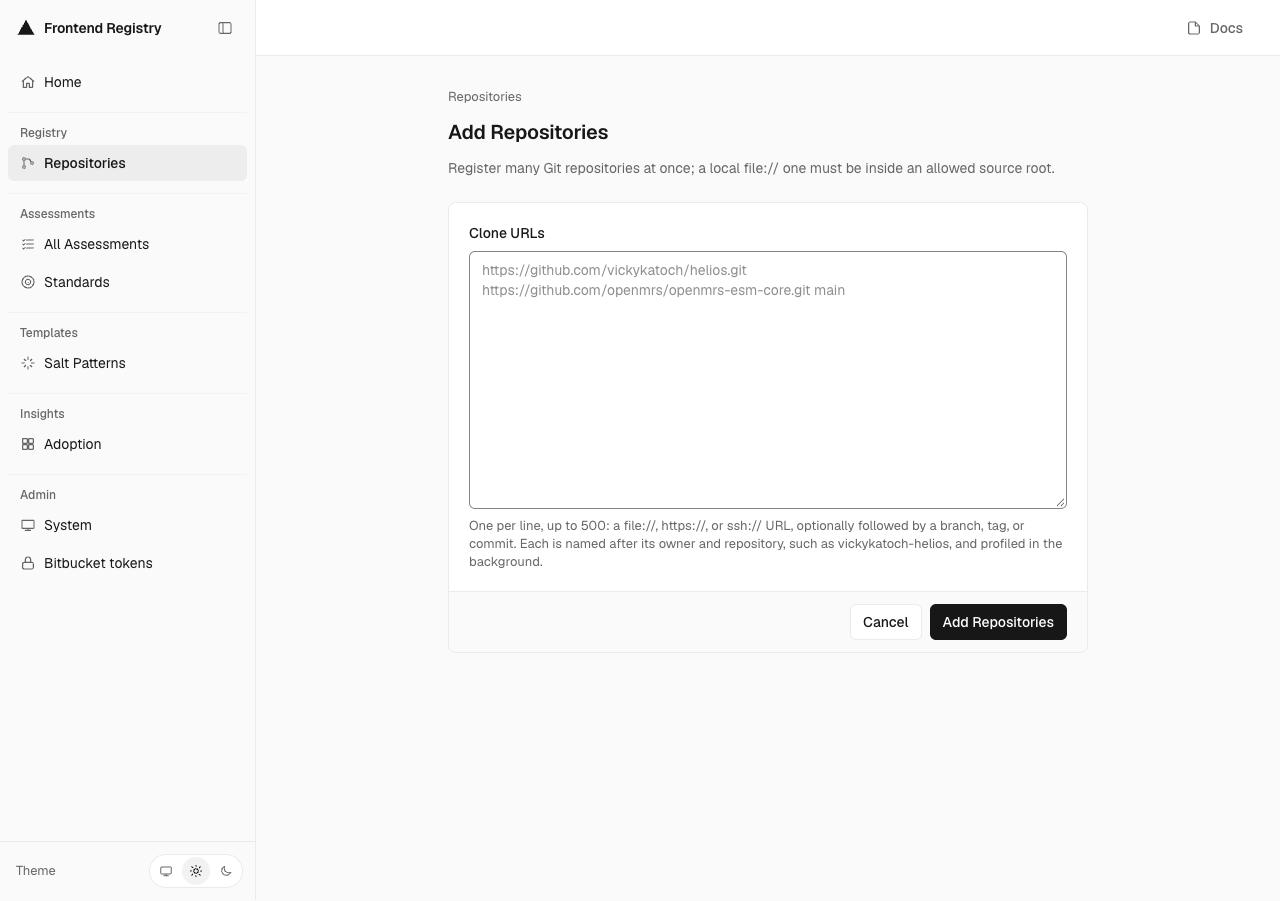 Frontend Registry
Docs
Home
Registry
Repositories
Assessments
All Assessments
Standards
Templates
Salt Patterns
Insights
Adoption
Admin
System
Bitbucket tokens
Theme
Repositories
Add Repositories
Register many Git repositories at once; a local file:// one must be inside an allowed source root.
Clone URLs
https://github.com/vickykatoch/helios.git
https://github.com/openmrs/openmrs-esm-core.git main
One per line, up to 500: a file://, https://, or ssh:// URL, optionally followed by a branch, tag, or
commit. Each is named after its owner and repository, such as vickykatoch-helios, and profiled in the
background.
Cancel
Add Repositories